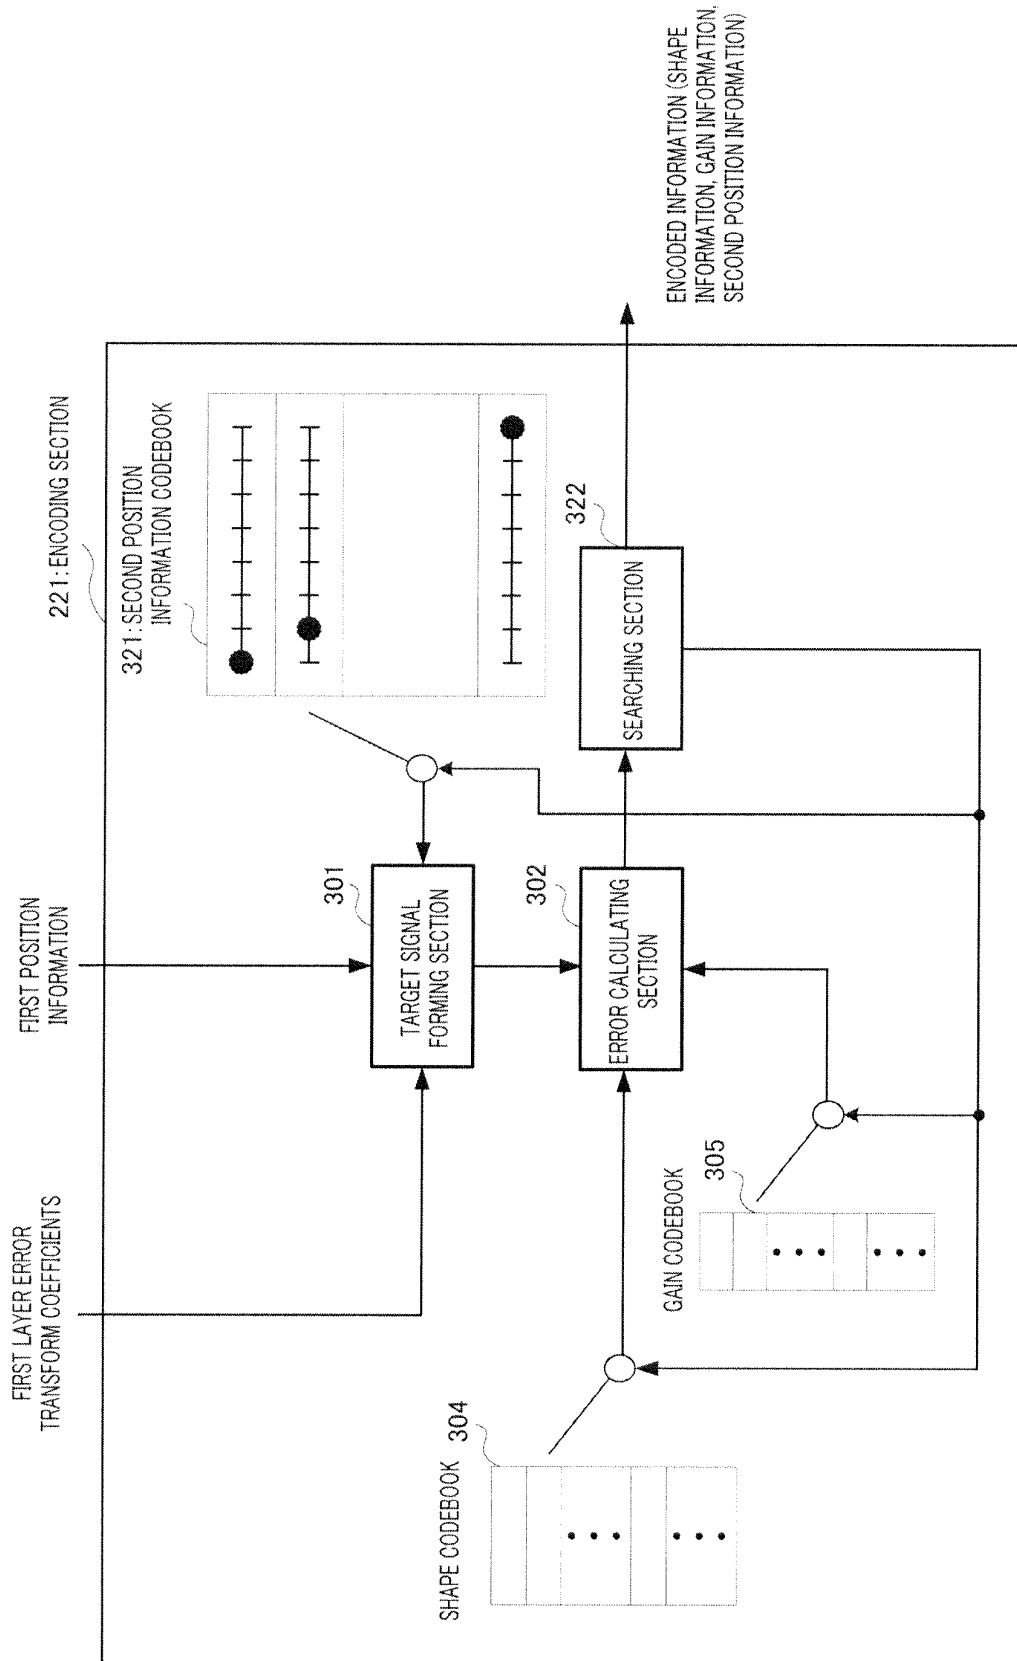 FIRST LAYER ERROR
TRANSFORM COEFFICIENTS
FIRST POSITION
INFORMATION
221: ENCODING SECTION
321: SECOND POSITION
INFORMATION CODEBOOK
301
TARGET SIGNAL
FORMING SECTION
SHAPE CODEBOOK
304
302
ERROR CALCULATING
SECTION
322
SEARCHING SECTION
ENCODED INFORMATION (SHAPE
INFORMATION, GAIN INFORMATION,
SECOND POSITION INFORMATION)
GAIN CODEBOOK
305